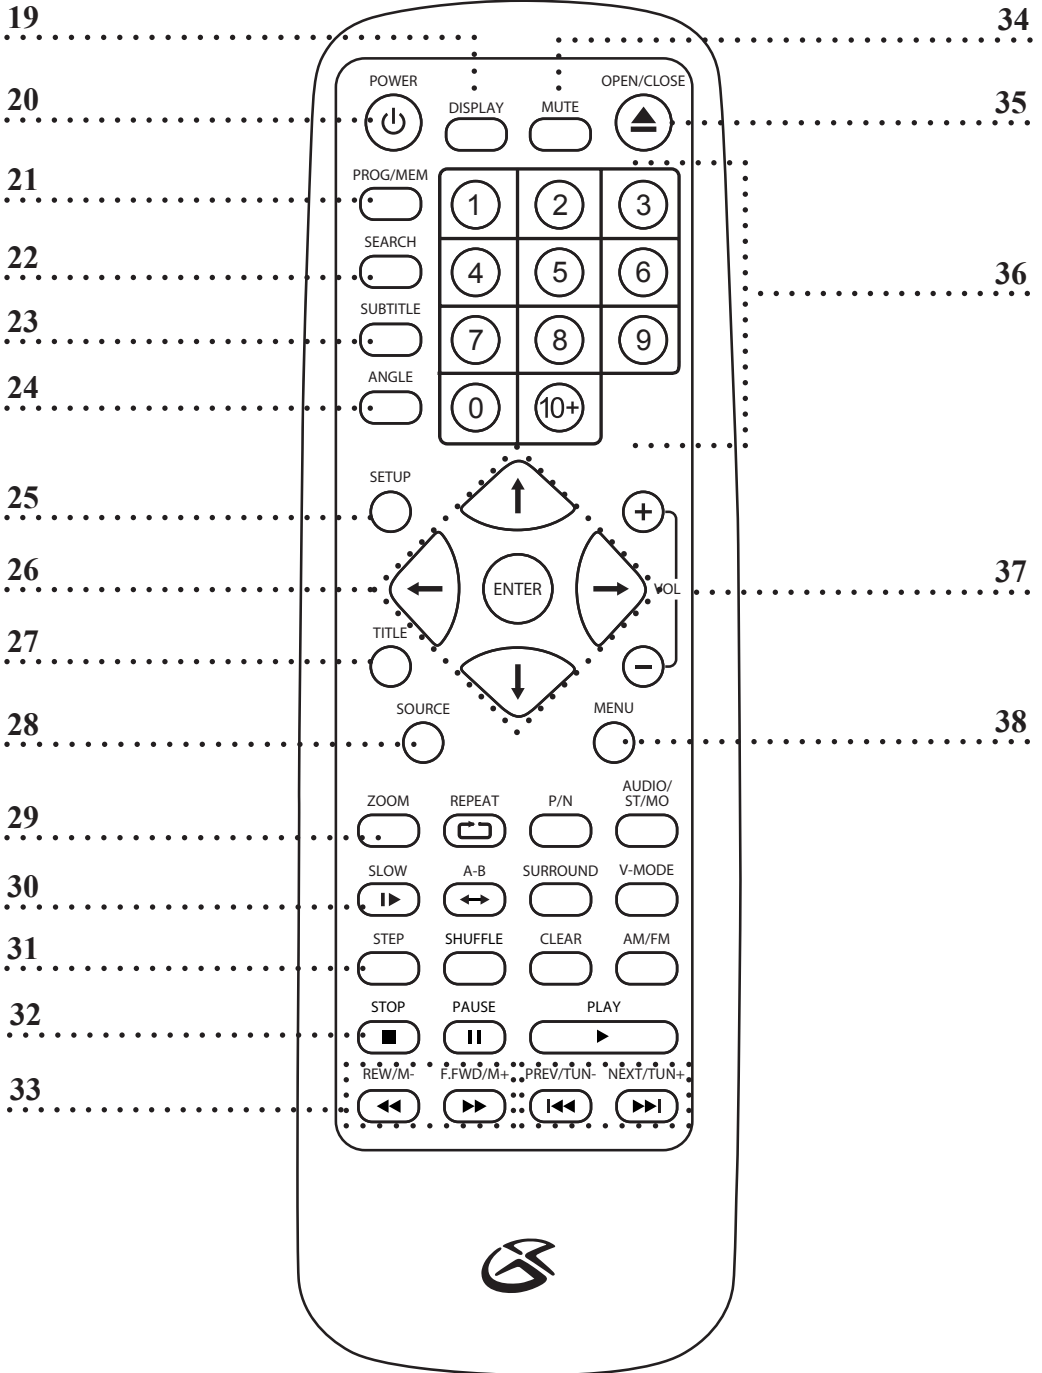 19
34
POWER
OPEN/CLOSE
20
DISPLAY
MUTE
35
21
PROG/MEM
1 2 3
22
SEARCH
4 5 6
36
23
SUBTITLE
7 8 9
24
ANGLE
0 10+
25
SETUP
+
26
ENTER
VOL
37
27
TITLE
−
28
SOURCE
MENU
38
29
ZOOM
REPEAT
P/N
AUDIO/
ST/MO
30
SLOW
A-B
SURROUND
V-MODE
31
STEP
SHUFFLE
CLEAR
AM/FM
32
STOP
PAUSE
PLAY
33
REW/M-
F.FWD/M+
PREV/TUN-
NEXT/TUN+